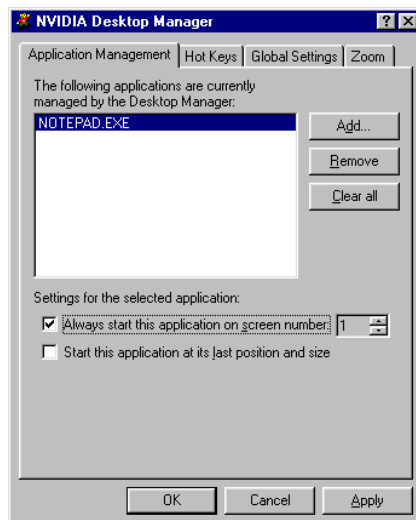 NVIDIA Desktop Manager
Application Management Hot Keys Global Settings Zoom
The following applications are currently
managed by the Desktop Manager:
NOTEPAD.EXE
Add...
Remove
Clear all
Settings for the selected application:
Always start this application on screen number: 1
Start this application at its last position and size
OK Cancel Apply